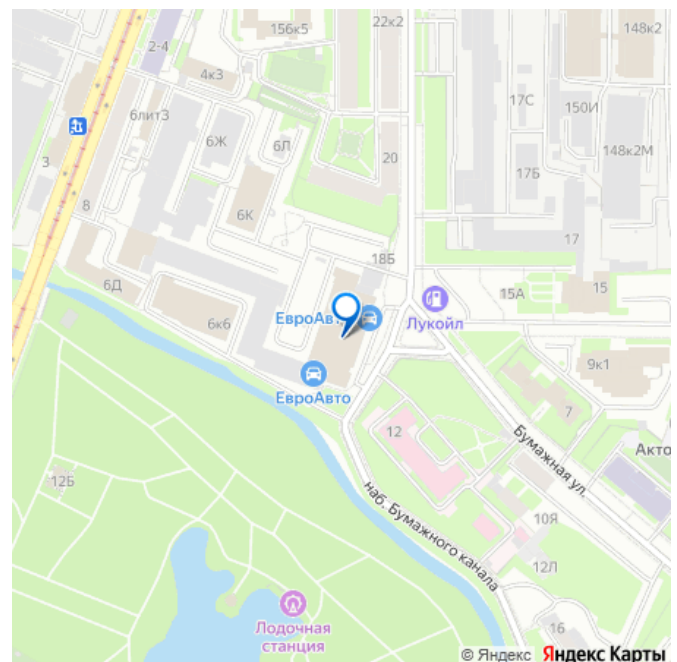 156к5
22к2
148к2
2-4
4к3
17С
150И
6литЗ
6Ж
6Л
148к2М
3
20
17Б
6К
8
17
18Б
6Д
15А
15
ЕвроАвто
Лукойл
6к6
9к1
ЕвроАвто
7
12
Бумажная ул.
Акто
12Б
наб. Бумажного канала
10Я
12Л
Лодочная
станция
16
© Яндекс Яндекс Карты